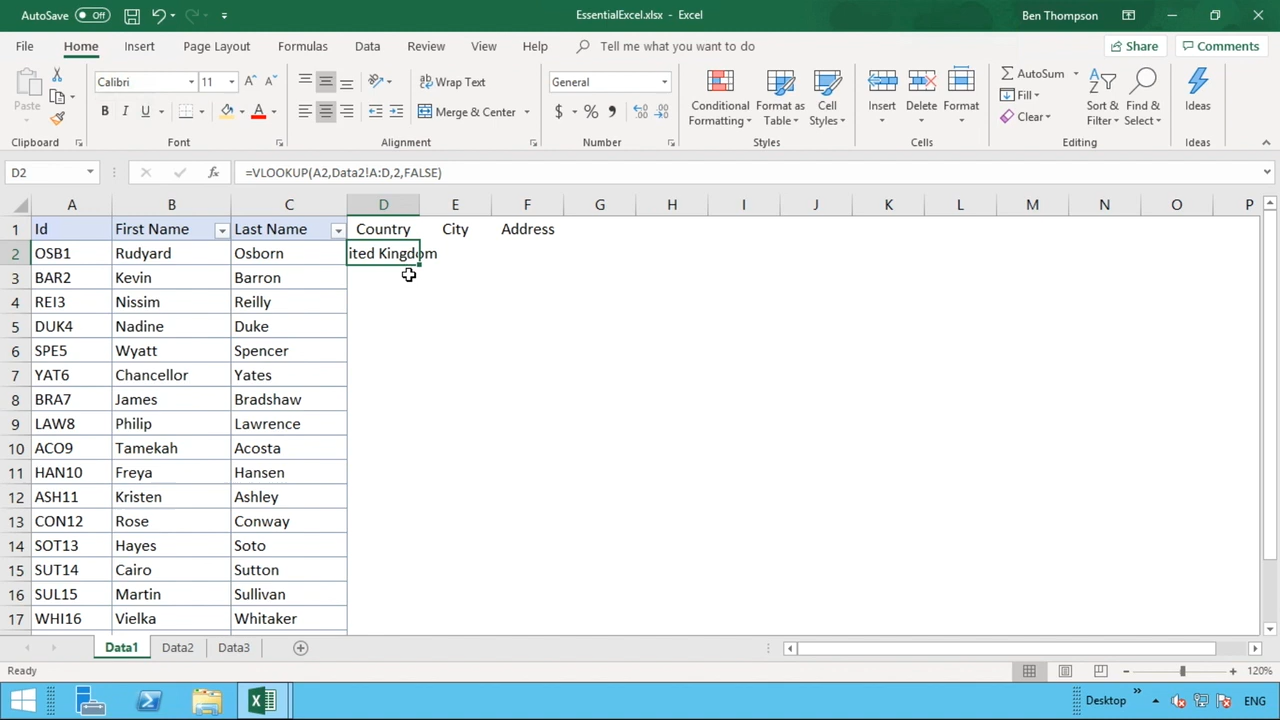 AutoSave Off EssentialExcel.xlsx - Excel Ben Thompson
File Home Insert Page Layout Formulas Data Review View Help Tell me what you want to do Share Comments
Paste
Calibri 11
B I U
Wrap Text
Merge & Center
General
$ %
Conditional Formatting
Format as Table
Cell Styles
Insert
Delete
Format
AutoSum
Fill
Clear
Sort & Filter
Find & Select
Ideas
Clipboard Font Alignment Number Styles Cells Editing Ideas
D2 fx =VLOOKUP(A2,Data2!A:D,2,FALSE)
A B C D E F G H I J K L M N O P
1 Id First Name Last Name Country City Address
2 OSB1 Rudyard Osborn ited Kingdom
3 BAR2 Kevin Barron
4 REI3 Nissim Reilly
5 DUK4 Nadine Duke
6 SPE5 Wyatt Spencer
7 YAT6 Chancellor Yates
8 BRA7 James Bradshaw
9 LAW8 Philip Lawrence
10 ACO9 Tamekah Acosta
11 HAN10 Freya Hansen
12 ASH11 Kristen Ashley
13 CON12 Rose Conway
14 SOT13 Hayes Soto
15 SUT14 Cairo Sutton
16 SUL15 Martin Sullivan
17 WHI16 Vielka Whitaker
Data1 Data2 Data3
Ready 120%
Desktop ENG